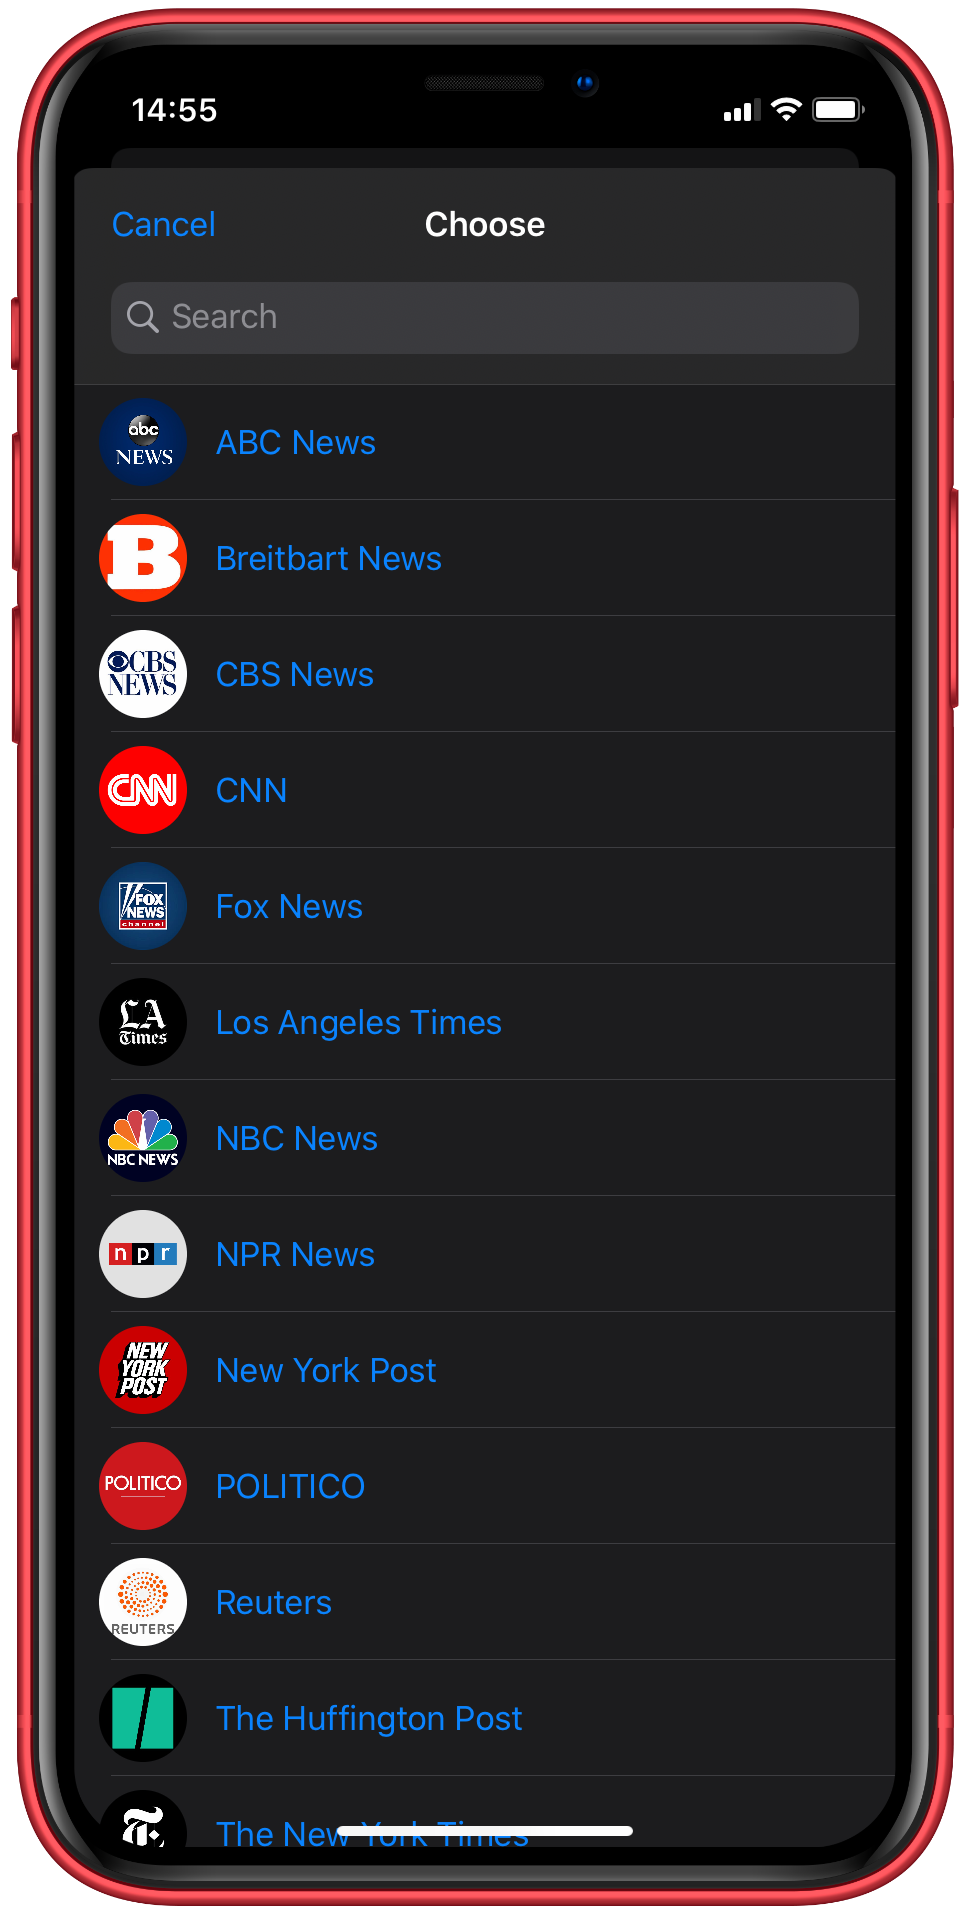 14:55
Cancel
Choose
Search
abc
NEWS
ABC News
B
Breitbart News
CBS
NEWS
CBS News
CNN
CNN
FOX
NEWS
channel
Fox News
LA
Times
Los Angeles Times
NBC NEWS
NBC News
npr
NPR News
NEW
YORK
POST
New York Post
POLITICO
POLITICO
REUTERS
Reuters
The Huffington Post
T
The New York Times